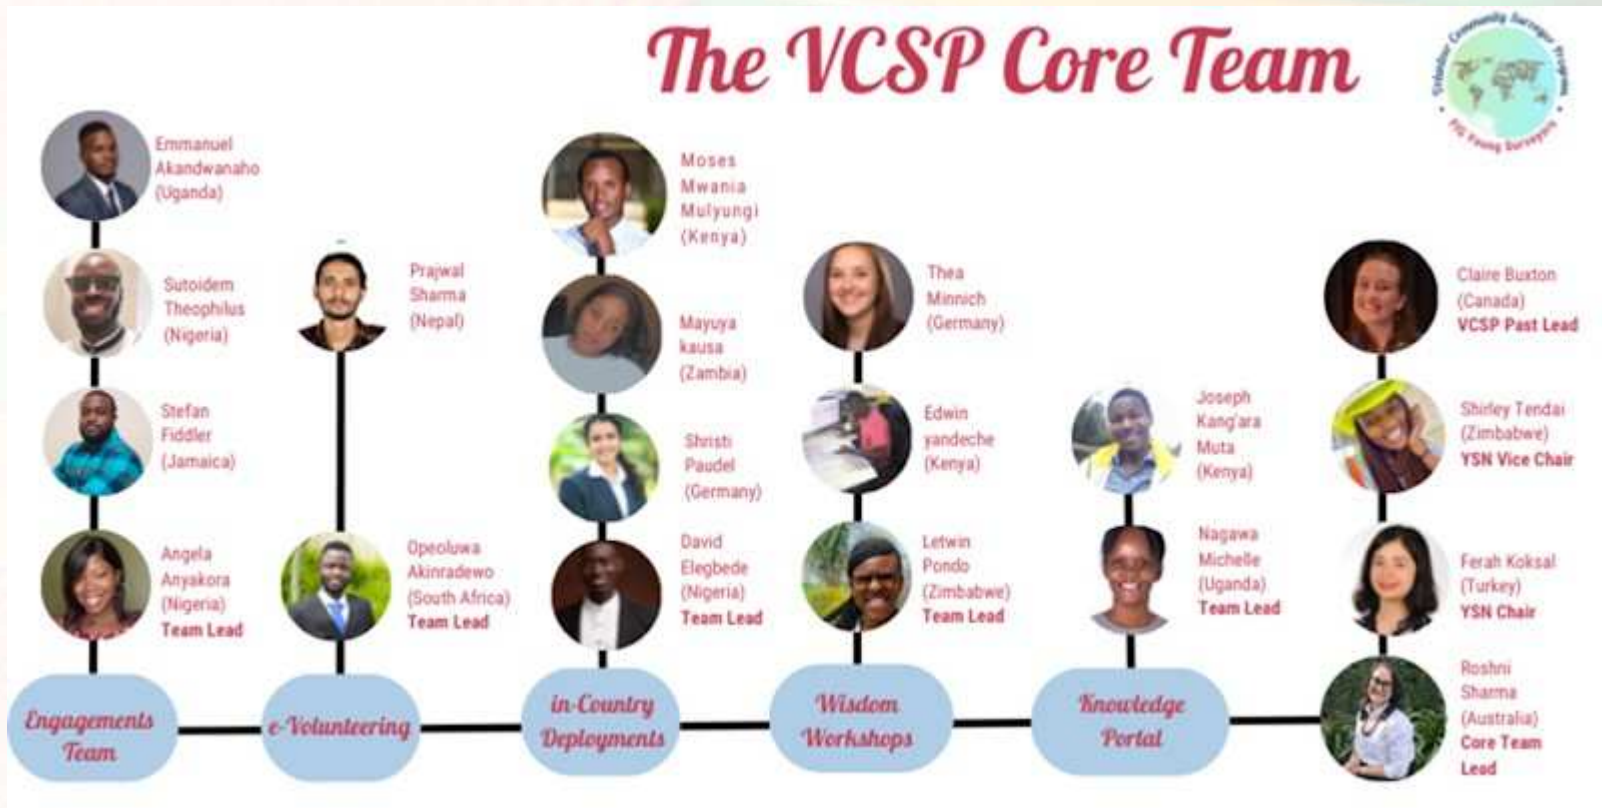 The VCSP Core Team
Volunteer Community Surveyor Program
• FIG Young Surveyors •
Emmanuel
Akandwanaho
(Uganda)
Sutoidem
Theophilus
(Nigeria)
Stefan
Fiddler
(Jamaica)
Angela
Anyakora
(Nigeria)
Team Lead
Engagements
Team
Prajwal
Sharma
(Nepal)
Opeoluwa
Akinradewo
(South Africa)
Team Lead
e-Volunteering
Moses
Mwania
Mulyungi
(Kenya)
Mayuya
kausa
(Zambia)
Shristi
Paudel
(Germany)
David
Elegbede
(Nigeria)
Team Lead
in-Country
Deployments
Thea
Minnich
(Germany)
Edwin
yandeche
(Kenya)
Letwin
Pondo
(Zimbabwe)
Team Lead
Wisdom
Workshops
Joseph
Kang'ara
Muta
(Kenya)
Nagawa
Michelle
(Uganda)
Team Lead
Knowledge
Portal
Claire Buxton
(Canada)
VCSP Past Lead
Shirley Tendai
(Zimbabwe)
YSN Vice Chair
Ferah Koksal
(Turkey)
YSN Chair
Roshni
Sharma
(Australia)
Core Team
Lead